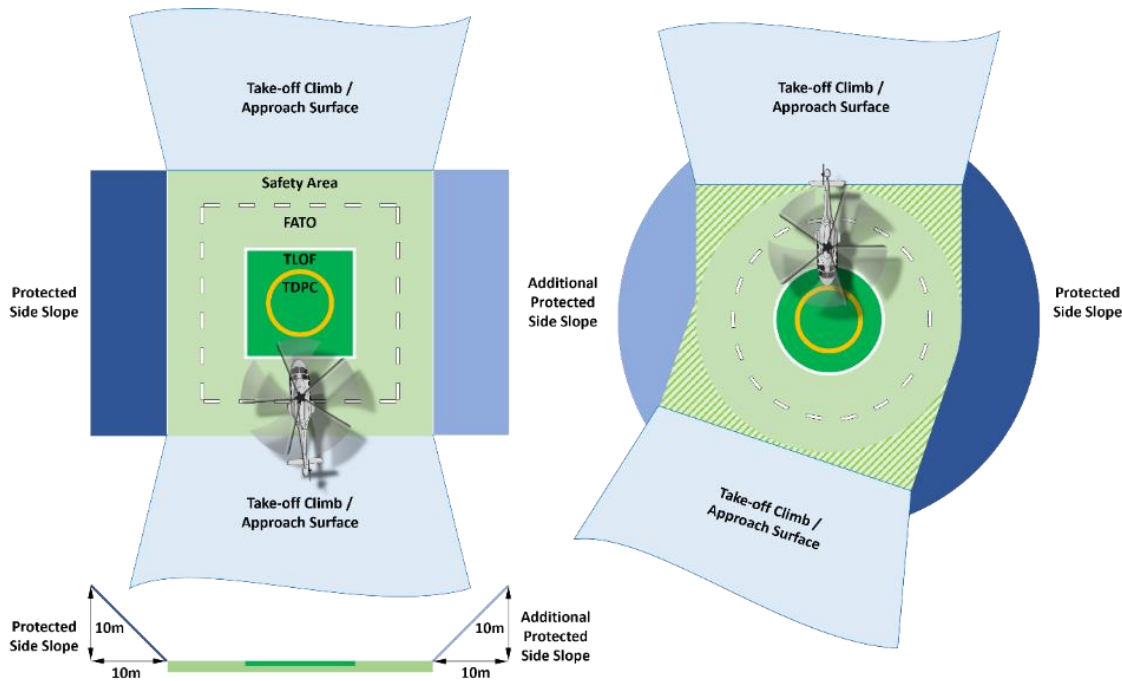 Take-off Climb /
Approach Surface
Safety Area
FATO
TLOF
TDPC
Protected
Side Slope
Take-off Climb /
Approach Surface
Protected
Side Slope
10m
10m
Additional
Protected
Side Slope
10m
10m
Take-off Climb /
Approach Surface
Additional
Protected
Side Slope
Protected
Side Slope
Take-off Climb /
Approach Surface